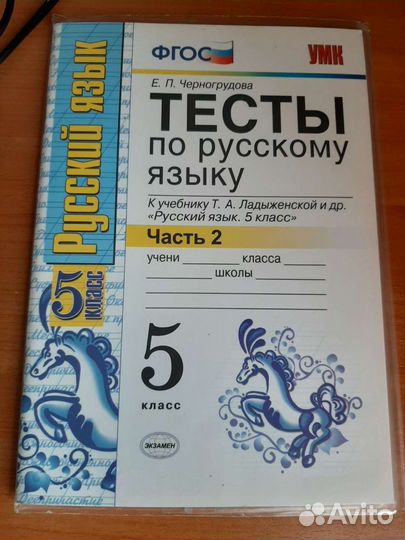 ФГОС
УМК
Е. П. Черногрудова
ТЕСТЫ
по русскому
языку
К учебнику Т. А. Ладыженской и др.
«Русский язык. 5 класс»
Часть 2
учени класса
школы
5
класс
ЭКЗАМЕН
Русский язык
5 класс
Деепричастие
Avito